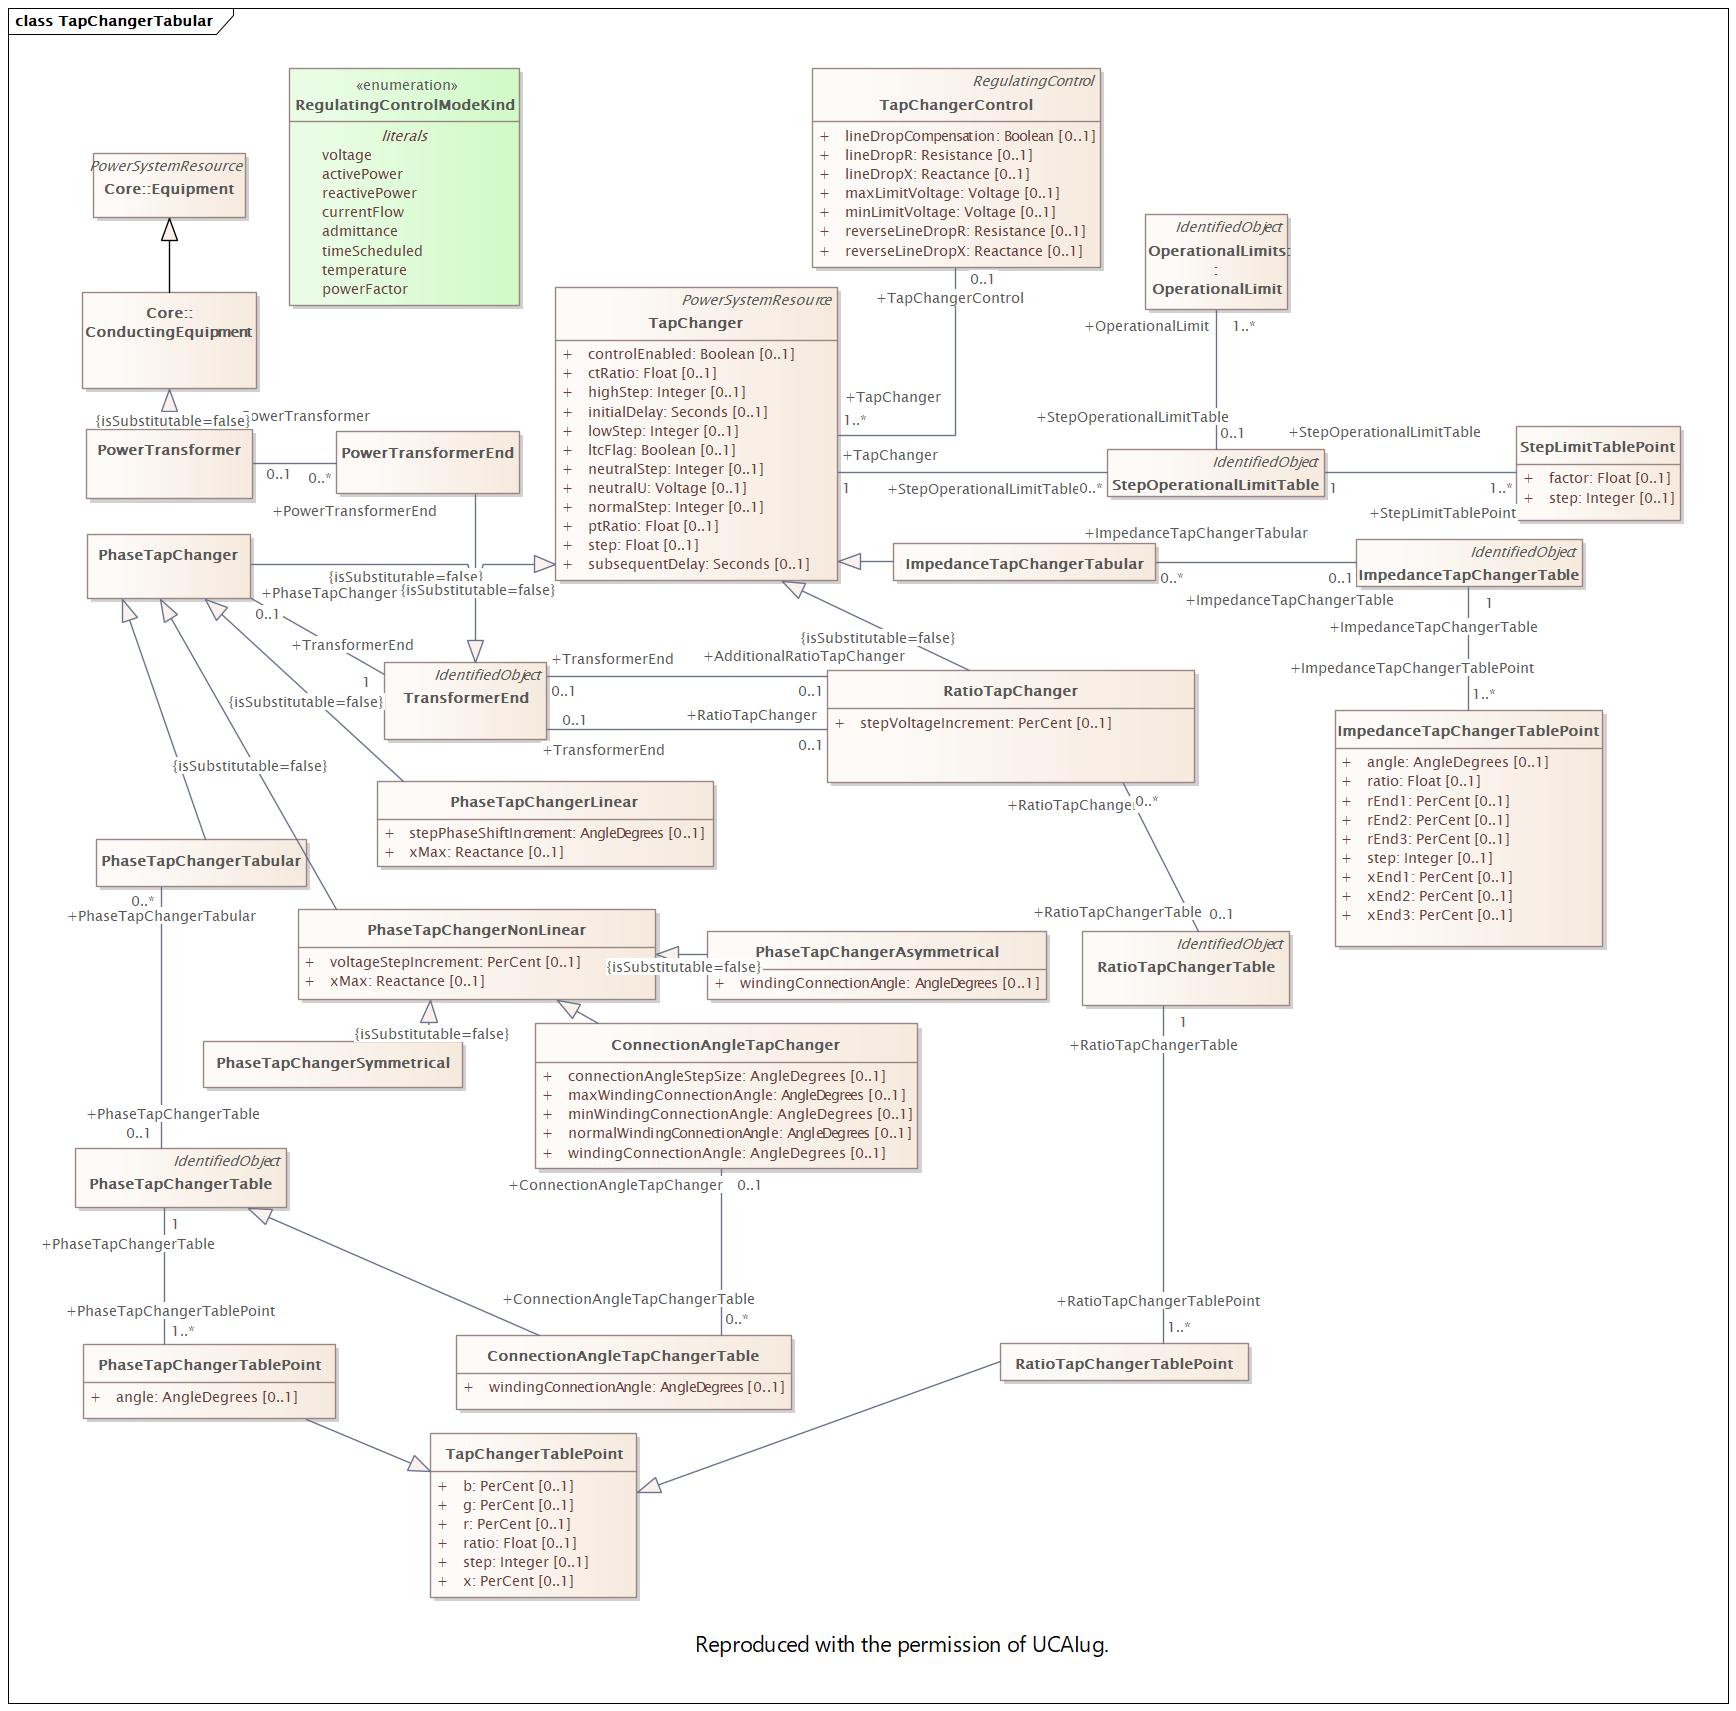 class TapChangerTabular
«enumeration»
RegulatingControlModeKind
literals
voltage
activePower
reactivePower
currentFlow
admittance
timeScheduled
temperature
powerFactor
RegulatingControl
TapChangerControl
+ lineDropCompensation: Boolean [0..1]
+ lineDropR: Resistance [0..1]
+ lineDropX: Reactance [0..1]
+ maxLimitVoltage: Voltage [0..1]
+ minLimitVoltage: Voltage [0..1]
+ reverseLineDropR: Resistance [0..1]
+ reverseLineDropX: Reactance [0..1]
0..1
+TapChangerControl
PowerSystemResource
Core::Equipment
Core::
ConductingEquipment
{isSubstitutable=false}
PowerTransformer
PowerTransformer
0..1
0..*
+PowerTransformerEnd
PowerTransformerEnd
IdentifiedObject
OperationalLimits:
:
OperationalLimit
+OperationalLimit
1..*
+StepOperationalLimitTable
0..1
PowerSystemResource
TapChanger
+ controlEnabled: Boolean [0..1]
+ ctRatio: Float [0..1]
+ highStep: Integer [0..1]
+ initialDelay: Seconds [0..1]
+ lowStep: Integer [0..1]
+ ltcFlag: Boolean [0..1]
+ neutralStep: Integer [0..1]
+ neutralU: Voltage [0..1]
+ normalStep: Integer [0..1]
+ ptRatio: Float [0..1]
+ step: Float [0..1]
+ subsequentDelay: Seconds [0..1]
+TapChanger
1..*
+TapChanger
1
+StepOperationalLimitTable
0..*
IdentifiedObject
StepOperationalLimitTable
+StepOperationalLimitTable
1
1..*
+StepLimitTablePoint
StepLimitTablePoint
+ factor: Float [0..1]
+ step: Integer [0..1]
PhaseTapChanger
{isSubstitutable=false}
+PhaseTapChanger
{isSubstitutable=false}
0..1
+TransformerEnd
1
ImpedanceTapChangerTabular
+ImpedanceTapChangerTabular
0..*
0..1
+ImpedanceTapChangerTable
IdentifiedObject
ImpedanceTapChangerTable
1
+ImpedanceTapChangerTable
+ImpedanceTapChangerTablePoint
1..*
ImpedanceTapChangerTablePoint
+ angle: AngleDegrees [0..1]
+ ratio: Float [0..1]
+ rEnd1: PerCent [0..1]
+ rEnd2: PerCent [0..1]
+ rEnd3: PerCent [0..1]
+ step: Integer [0..1]
+ xEnd1: PerCent [0..1]
+ xEnd2: PerCent [0..1]
+ xEnd3: PerCent [0..1]
IdentifiedObject
TransformerEnd
+TransformerEnd
0..1
+AdditionalRatioTapChanger
0..1
{isSubstitutable=false}
0..1
+TransformerEnd
+RatioTapChanger
0..1
RatioTapChanger
+ stepVoltageIncrement: PerCent [0..1]
+RatioTapChange
0..*
{isSubstitutable=false}
{isSubstitutable=false}
PhaseTapChangerLinear
+ stepPhaseShiftIncrement: AngleDegrees [0..1]
+ xMax: Reactance [0..1]
PhaseTapChangerTabular
0..*
+PhaseTapChangerTabular
PhaseTapChangerNonLinear
+ voltageStepIncrement: PerCent [0..1]
+ xMax: Reactance [0..1]
{isSubstitutable=false}
PhaseTapChangerAsymmetrical
+ windingConnectionAngle: AngleDegrees [0..1]
+RatioTapChangerTable
0..1
IdentifiedObject
RatioTapChangerTable
1
+RatioTapChangerTable
{isSubstitutable=false}
PhaseTapChangerSymmetrical
ConnectionAngleTapChanger
+ connectionAngleStepSize: AngleDegrees [0..1]
+ maxWindingConnectionAngle: AngleDegrees [0..1]
+ minWindingConnectionAngle: AngleDegrees [0..1]
+ normalWindingConnectionAngle: AngleDegrees [0..1]
+ windingConnectionAngle: AngleDegrees [0..1]
+ConnectionAngleTapChanger
0..1
+PhaseTapChangerTable
0..1
IdentifiedObject
PhaseTapChangerTable
1
+PhaseTapChangerTable
+PhaseTapChangerTablePoint
1..*
+ConnectionAngleTapChangerTable
0..*
+RatioTapChangerTablePoint
1..*
PhaseTapChangerTablePoint
+ angle: AngleDegrees [0..1]
ConnectionAngleTapChangerTable
+ windingConnectionAngle: AngleDegrees [0..1]
RatioTapChangerTablePoint
TapChangerTablePoint
+ b: PerCent [0..1]
+ g: PerCent [0..1]
+ r: PerCent [0..1]
+ ratio: Float [0..1]
+ step: Integer [0..1]
+ x: PerCent [0..1]
Reproduced with the permission of UCAIug.